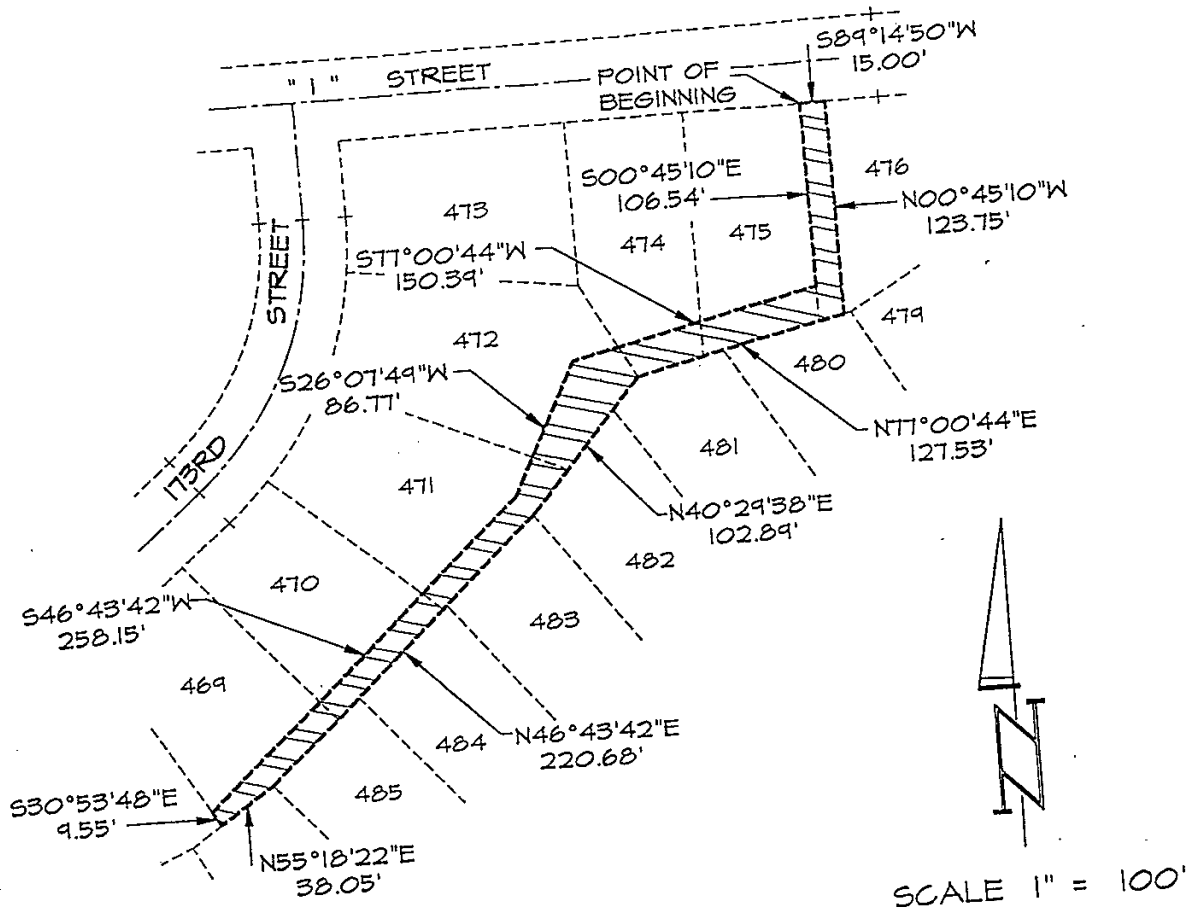 S89°14'50"W
15.00'
" I " STREET
POINT OF
BEGINNING
S00°45'10"E
106.54'
476
N00°45'10"W
123.75'
473
474
475
STREET
S77°00'44"W
150.39'
479
472
480
S26°07'49"W
86.77'
N77°00'44"E
127.53'
481
173RD
471
N40°29'38"E
102.89'
482
470
S46°43'42"W
258.15'
483
469
N46°43'42"E
220.68'
484
485
S30°53'48"E
9.55'
N55°18'22"E
38.05'
N
SCALE 1" = 100'